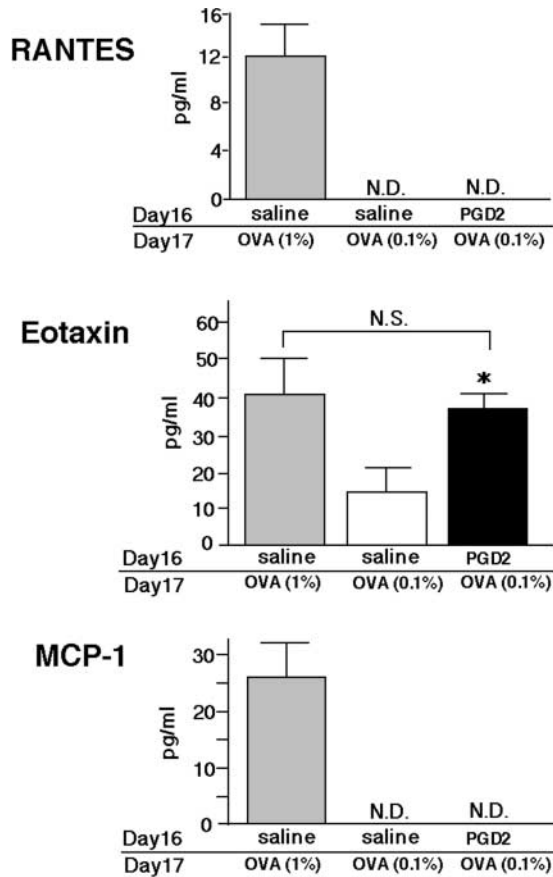 RANTES
pg/ml
16
12
8
4
0
N.D. N.D.
Day16 saline saline PGD2
Day17 OVA (1%) OVA (0.1%) OVA (0.1%)
Eotaxin
pg/ml
60
50
40
30
20
10
0
N.S.
*
Day16 saline saline PGD2
Day17 OVA (1%) OVA (0.1%) OVA (0.1%)
MCP-1
pg/ml
30
20
10
0
N.D. N.D.
Day16 saline saline PGD2
Day17 OVA (1%) OVA (0.1%) OVA (0.1%)